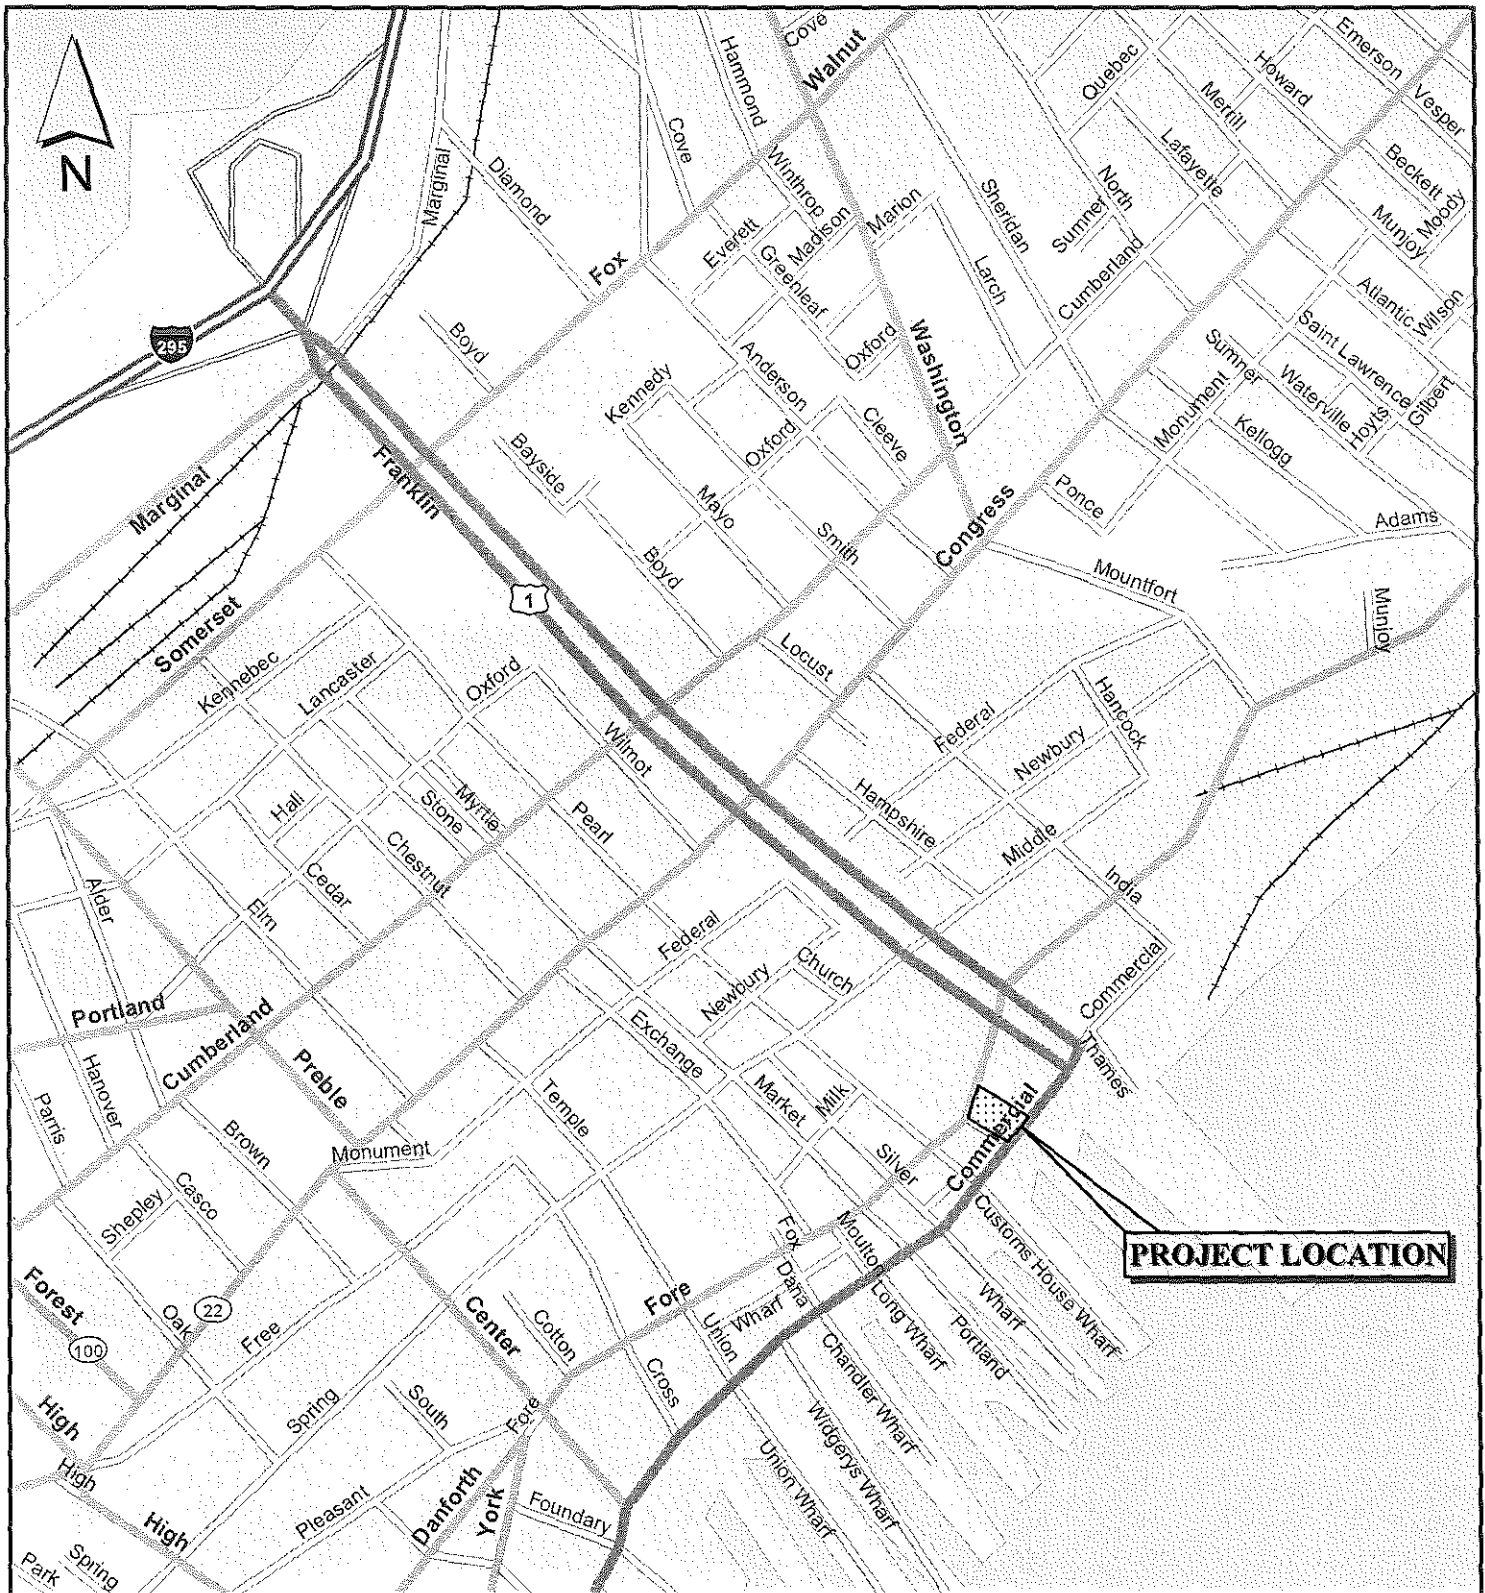 Cove
Walnut
Hammond
Quebec
Merrill
Howard
Emerson
Vesper
N
Marginal
Diamond
Cove
Winthrop
Sheridan
North
Lafayette
Beckett
Moody
Munjoy
Sumner
Everett
Greenleaf
Madison
Marion
Larch
Cumberland
Atlantic
Wilson
Fox
Boyd
295
Oxford
Washington
Anderson
Kennedy
Sumner
Saint Lawrence
Waterville
Hoyts
Gilbert
Monument
Kellogg
Cleeve
Oxford
Bayside
Franklin
Marginal
Mayo
Smith
Congress
Ponce
Adams
Boyd
Mountfort
Munjoy
1
Somerset
Kennebec
Lancaster
Oxford
Locust
Wilmot
Federal
Hancock
Newbury
Hampshire
Middle
India
Hall
Stone
Myrtle
Pearl
Chestnut
Cedar
Elm
Alder
Federal
Newbury
Church
Commercial
Thames
Portland
Cumberland
Preble
Hanover
Parris
Exchange
Market
Milk
Silver
Temple
Brown
Monument
Casco
Shepley
Commercial
Customs House Wharf
PROJECT LOCATION
Forest
100
Oak
22
Free
Center
Cotton
Fore
Fox
Dana
Moulton
Wharf
Union
Long Wharf
Portland
Wharf
Chandler Wharf
Cross
High
Spring
South
Fore
Widgerys Wharf
Union Wharf
High
High
Pleasant
Danforth
York
Foundary
Park
Spring